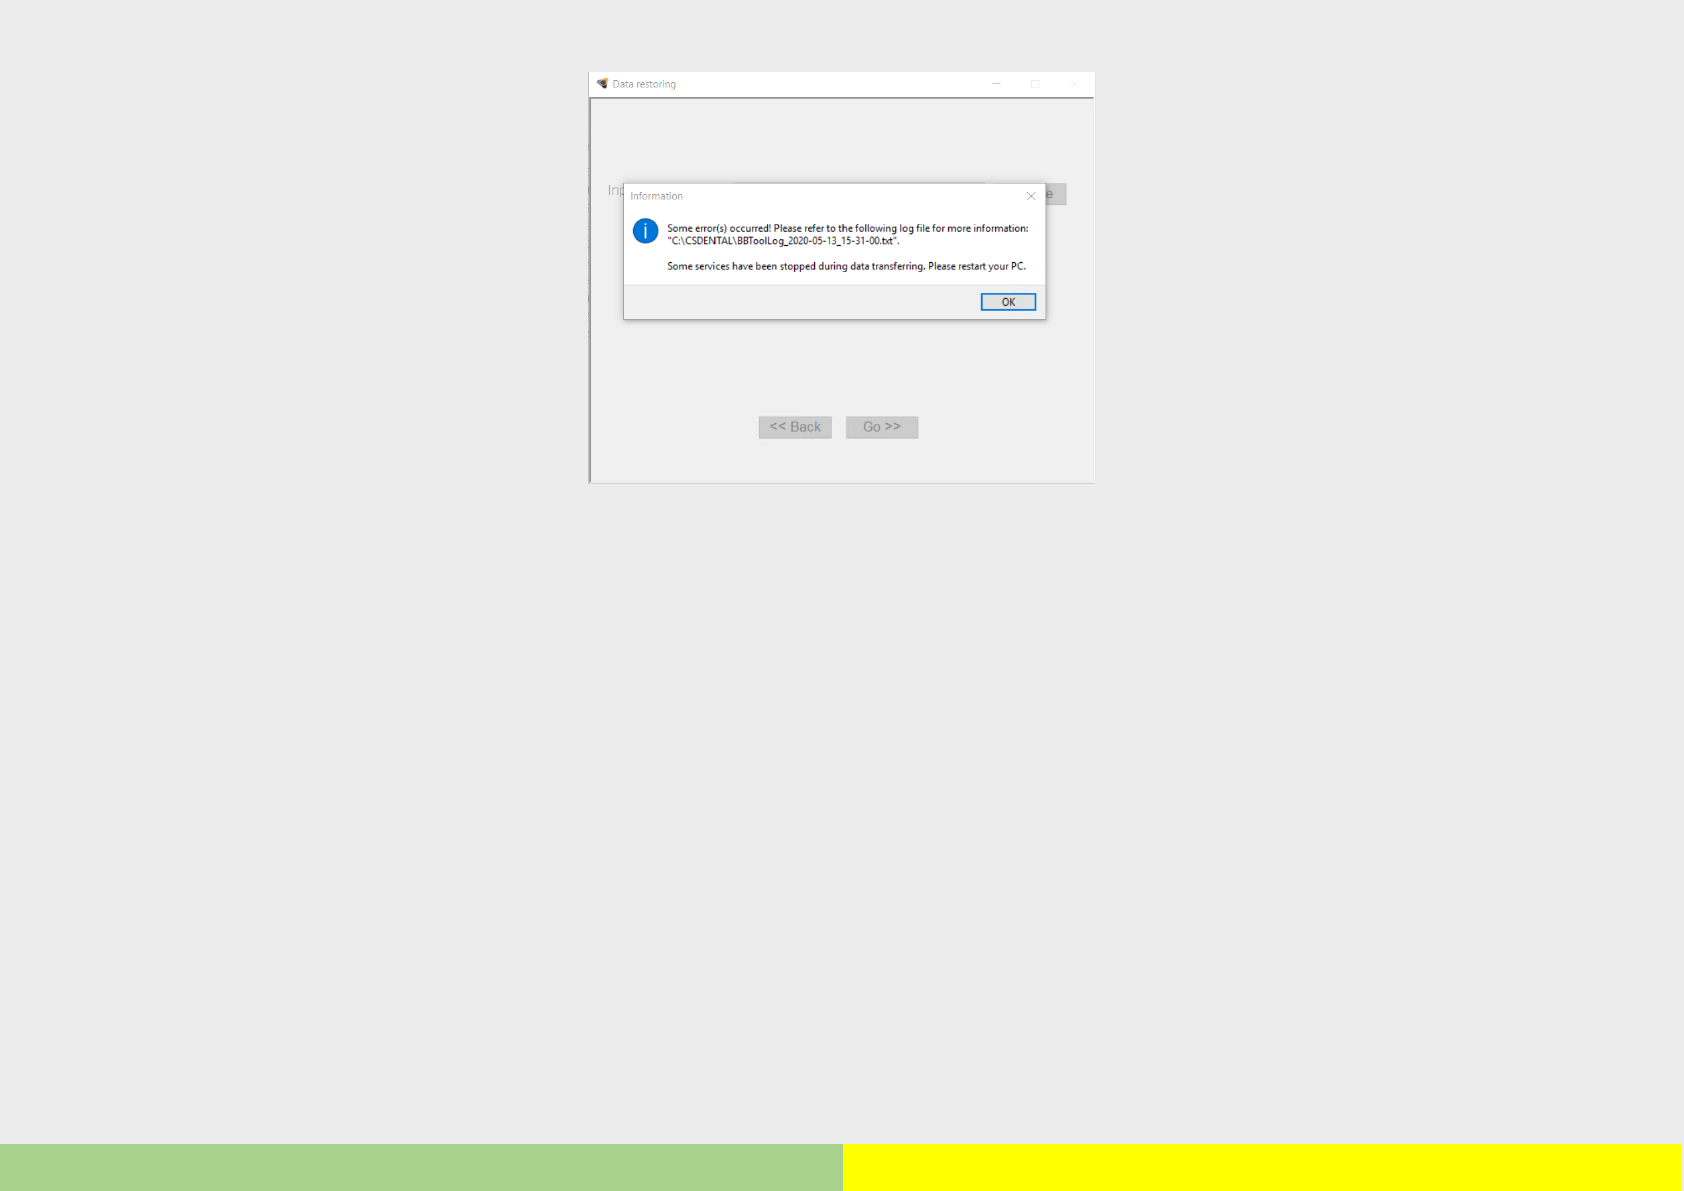 Data restoring
Information
Some error(s) occurred! Please refer to the following log file for more information:
"C:\CSDENTAL\BBToolLog_2020-05-13_15-31-00.txt".
Some services have been stopped during data transferring. Please restart your PC.
OK
<< Back
Go >>